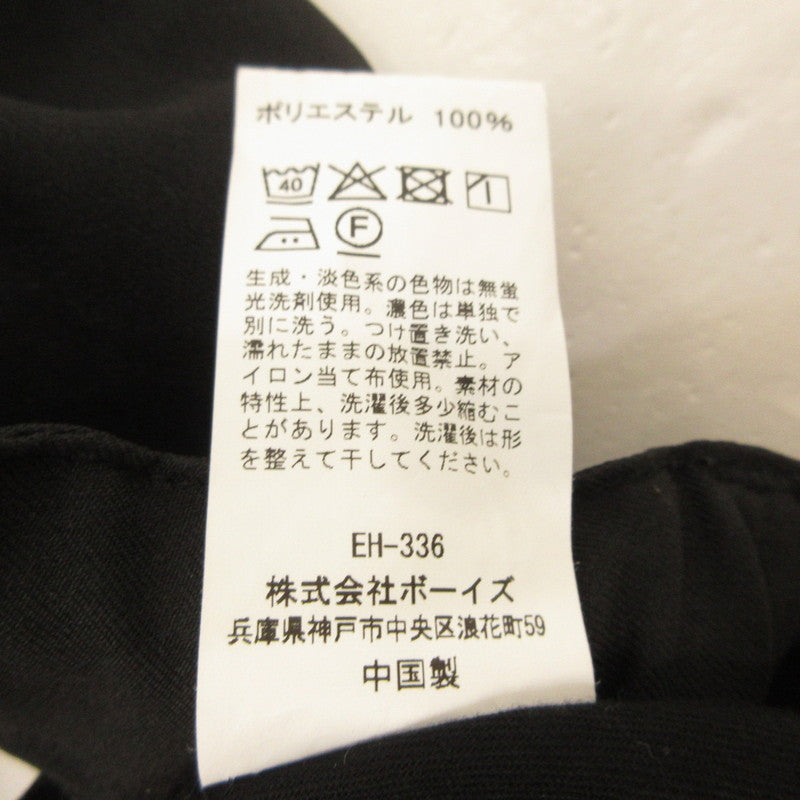 ポリエステル 100%
40
F
生成・淡色系の色物は無蛍
光洗剤使用。濃色は単独で
別に洗う。つけ置き洗い、
濡れたままの放置禁止。ア
イロン当て布使用。素材の
特性上、洗濯後多少縮むこ
とがあります。洗濯後は形
を整えて干してください。
EH-336
株式会社ボーイズ
兵庫県神戸市中央区浪花町59
中国製